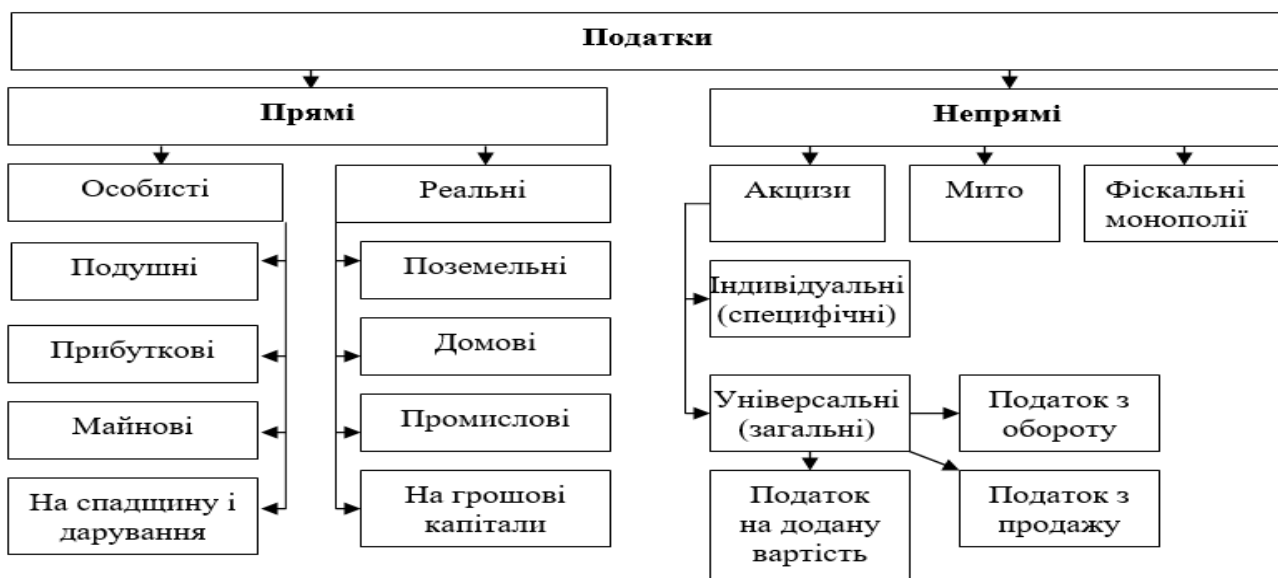 Податки
Прямі
Непрямі
Особисті
Реальні
Акцизи
Мито
Фіскальні
монополії
Подушні
Поземельні
Індивідуальні
(специфічні)
Прибуткові
Домові
Майнові
Промислові
Універсальні
(загальні)
Податок з
обороту
На спадщину і
дарування
На грошові
капітали
Податок
на додану
вартість
Податок з
продажу